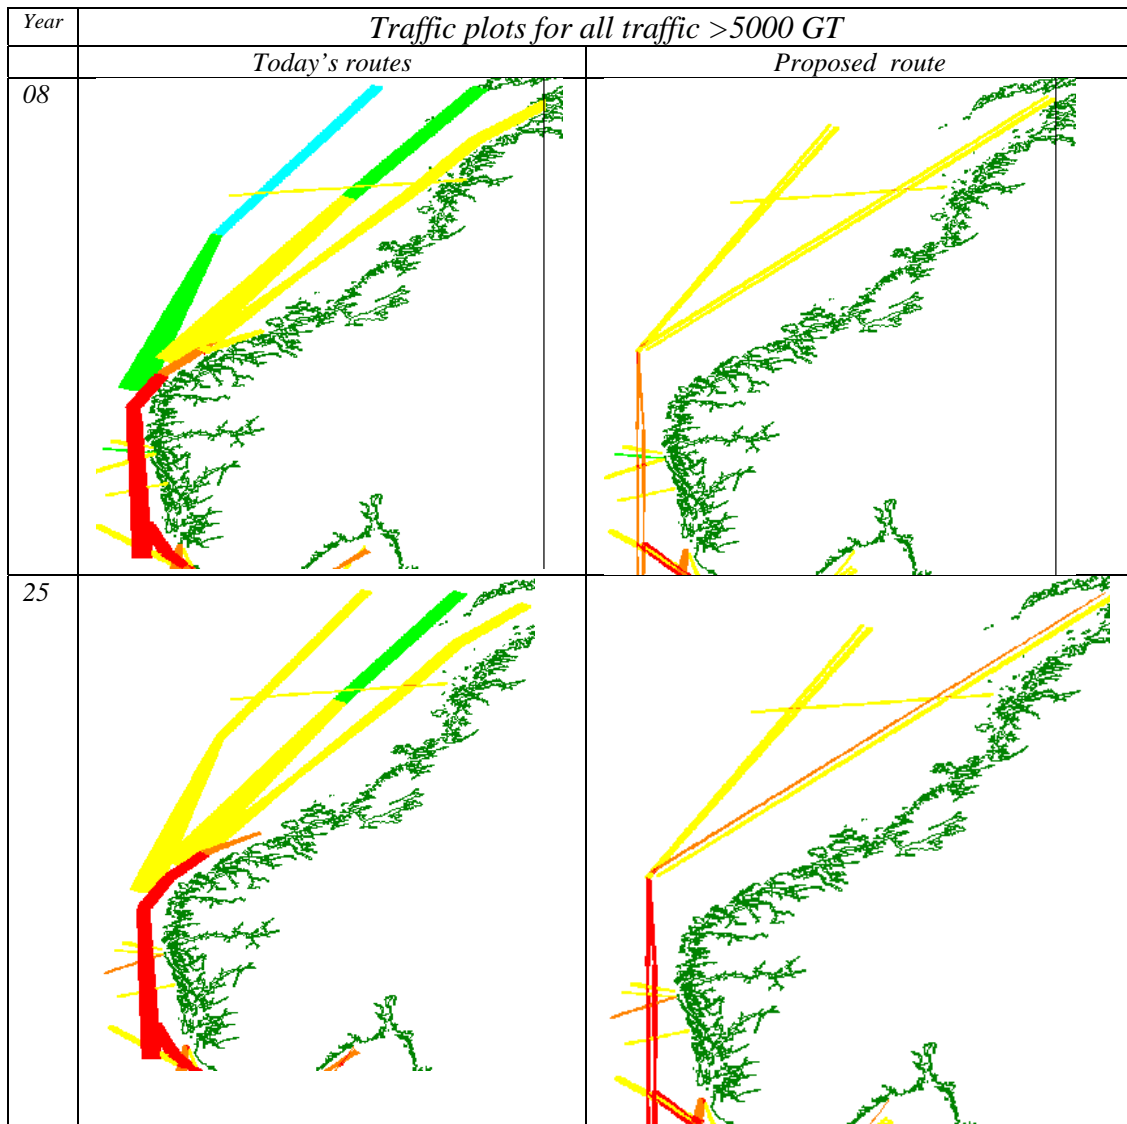 Year
Traffic plots for all traffic >5000 GT
Today's routes
Proposed route
08
25